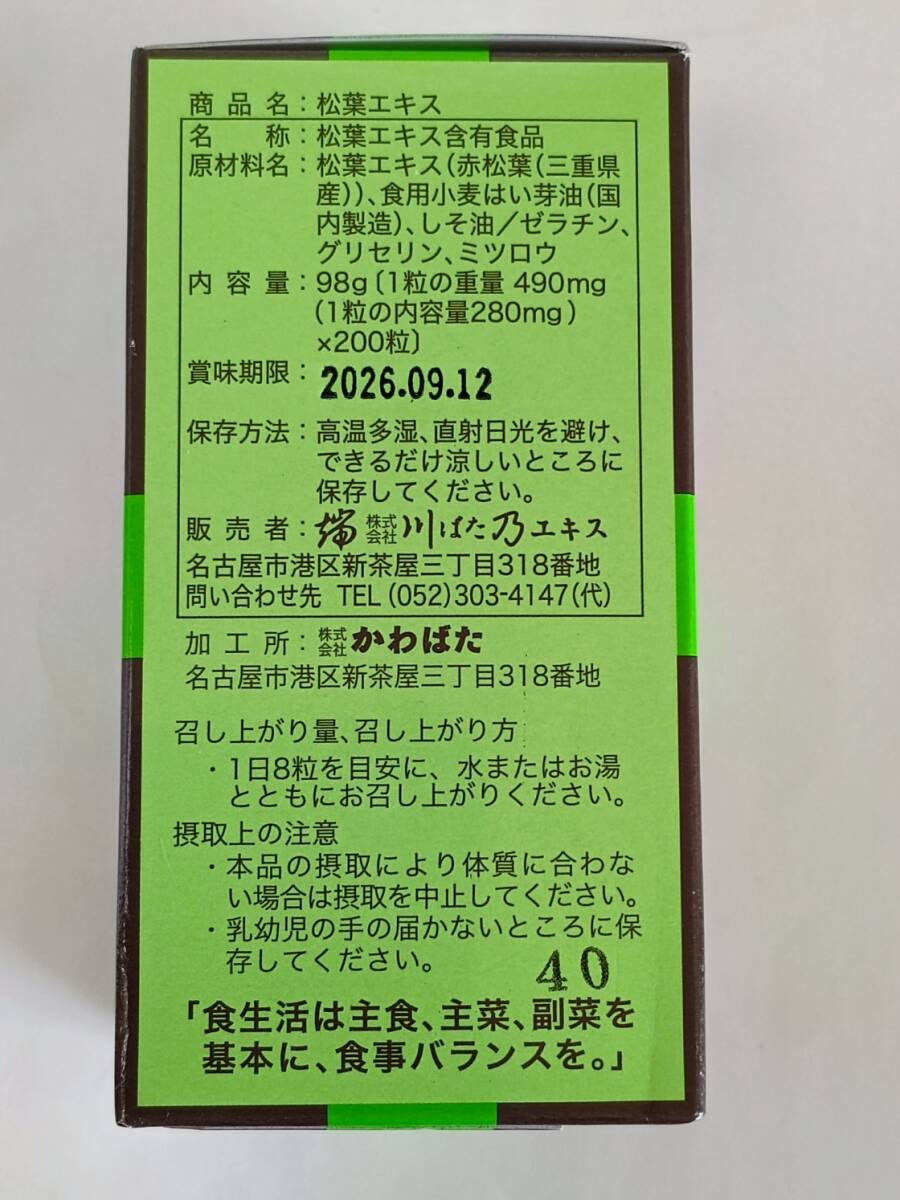 商品名：松葉エキス
名称：松葉エキス含有食品
原材料名：松葉エキス（赤松葉（三重県
産））、食用小麦はい芽油（国
内製造）、しそ油／ゼラチン、
グリセリン、ミツロウ
内容量：98g〔1粒の重量 490mg
（1粒の内容量280mg）
×200粒〕
賞味期限：2026.09.12
保存方法：高温多湿、直射日光を避け、
できるだけ涼しいところに
保存してください。
販売者：端 株式会社 川ばた乃エキス
名古屋市港区新茶屋三丁目318番地
問い合わせ先 TEL（052）303-4147（代）
加工所：株式会社 かわばた
名古屋市港区新茶屋三丁目318番地
召し上がり量、召し上がり方
・1日8粒を目安に、水またはお湯
とともにお召し上がりください。
摂取上の注意
・本品の摂取により体質に合わな
い場合は摂取を中止してください。
・乳幼児の手の届かないところに保
存してください。
40
「食生活は主食、主菜、副菜を
基本に、食事バランスを。」